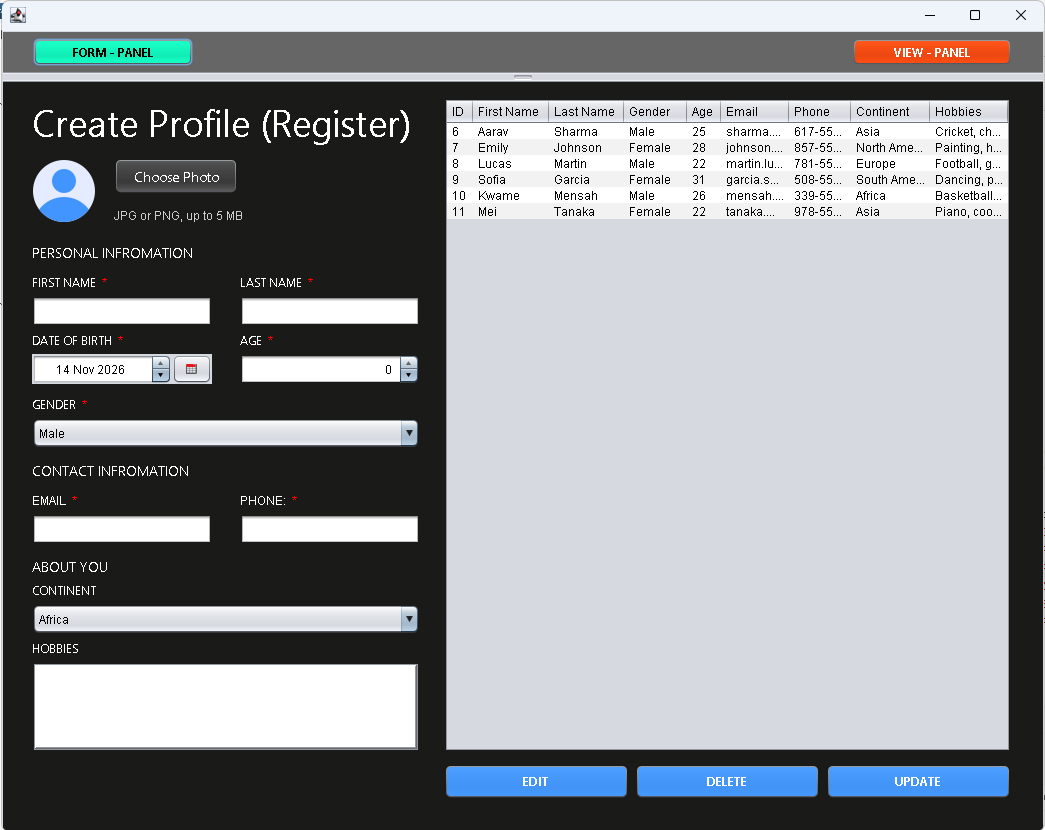 FORM - PANEL
VIEW - PANEL
Create Profile (Register)
Choose Photo
JPG or PNG, up to 5 MB
PERSONAL INFROMATION
FIRST NAME *
LAST NAME *
DATE OF BIRTH *
AGE *
14 Nov 2026
0
GENDER *
Male
CONTACT INFROMATION
EMAIL *
PHONE: *
ABOUT YOU
CONTINENT
Africa
HOBBIES
ID First Name Last Name Gender Age Email Phone Continent Hobbies
6 Aarav Sharma Male 25 sharma.... 617-55... Asia Cricket, ch...
7 Emily Johnson Female 28 johnson.... 857-55... North Ame... Painting, h...
8 Lucas Martin Male 22 martin.lu... 781-55... Europe Football, g...
9 Sofia Garcia Female 31 garcia.s... 508-55... South Ame... Dancing, p...
10 Kwame Mensah Male 26 mensah.... 339-55... Africa Basketball...
11 Mei Tanaka Female 22 tanaka.... 978-55... Asia Piano, coo...
EDIT
DELETE
UPDATE